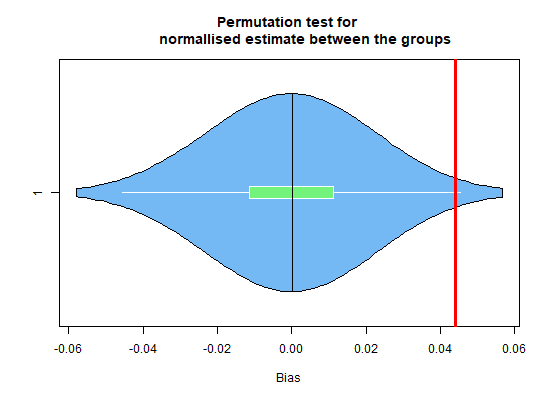 Permutation test for
normallised estimate between the groups
1
-0.06 -0.04 -0.02 0.00 0.02 0.04 0.06
Bias